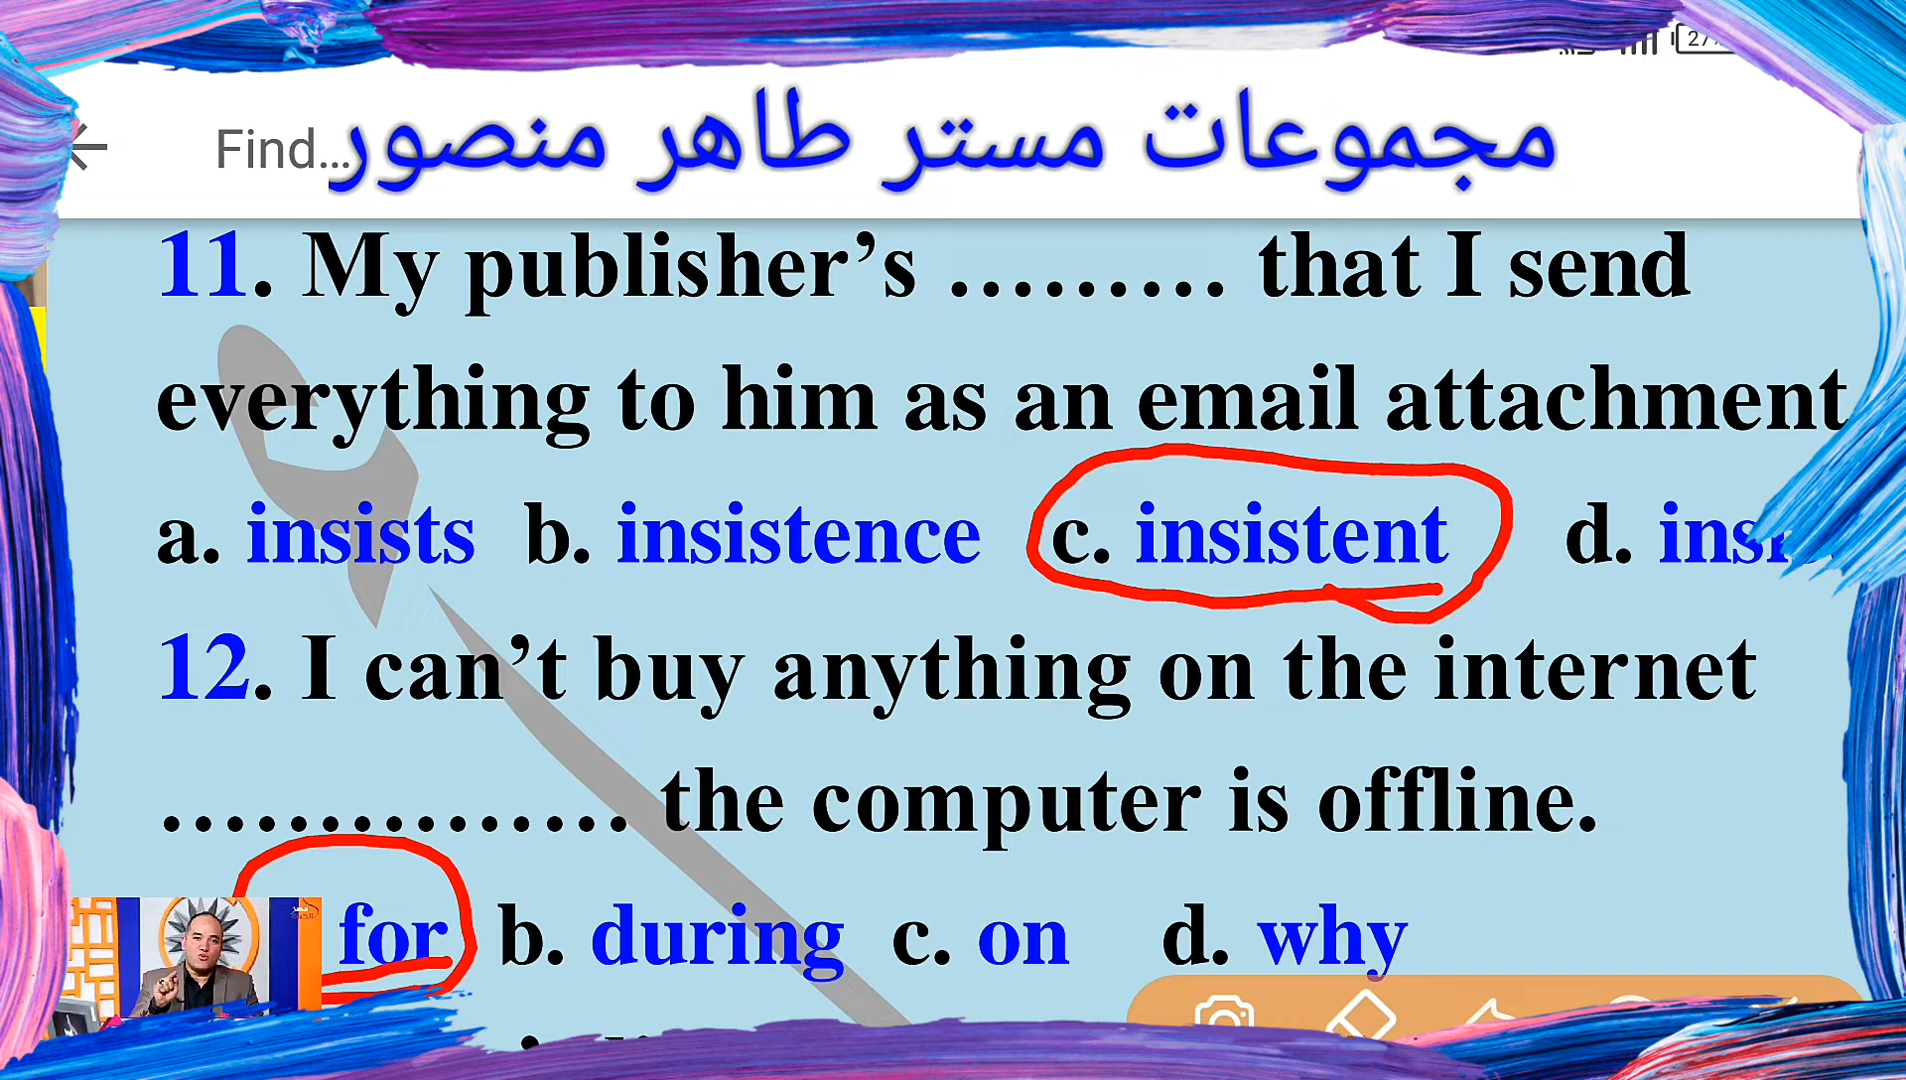 Find...
مجموعات مستر طاهر منصور
11. My publisher’s ……… that I send
everything to him as an email attachment
a. insists b. insistence c. insistent d.
12. I can’t buy anything on the internet
…………… the computer is offline.
for b. during c. on d. why